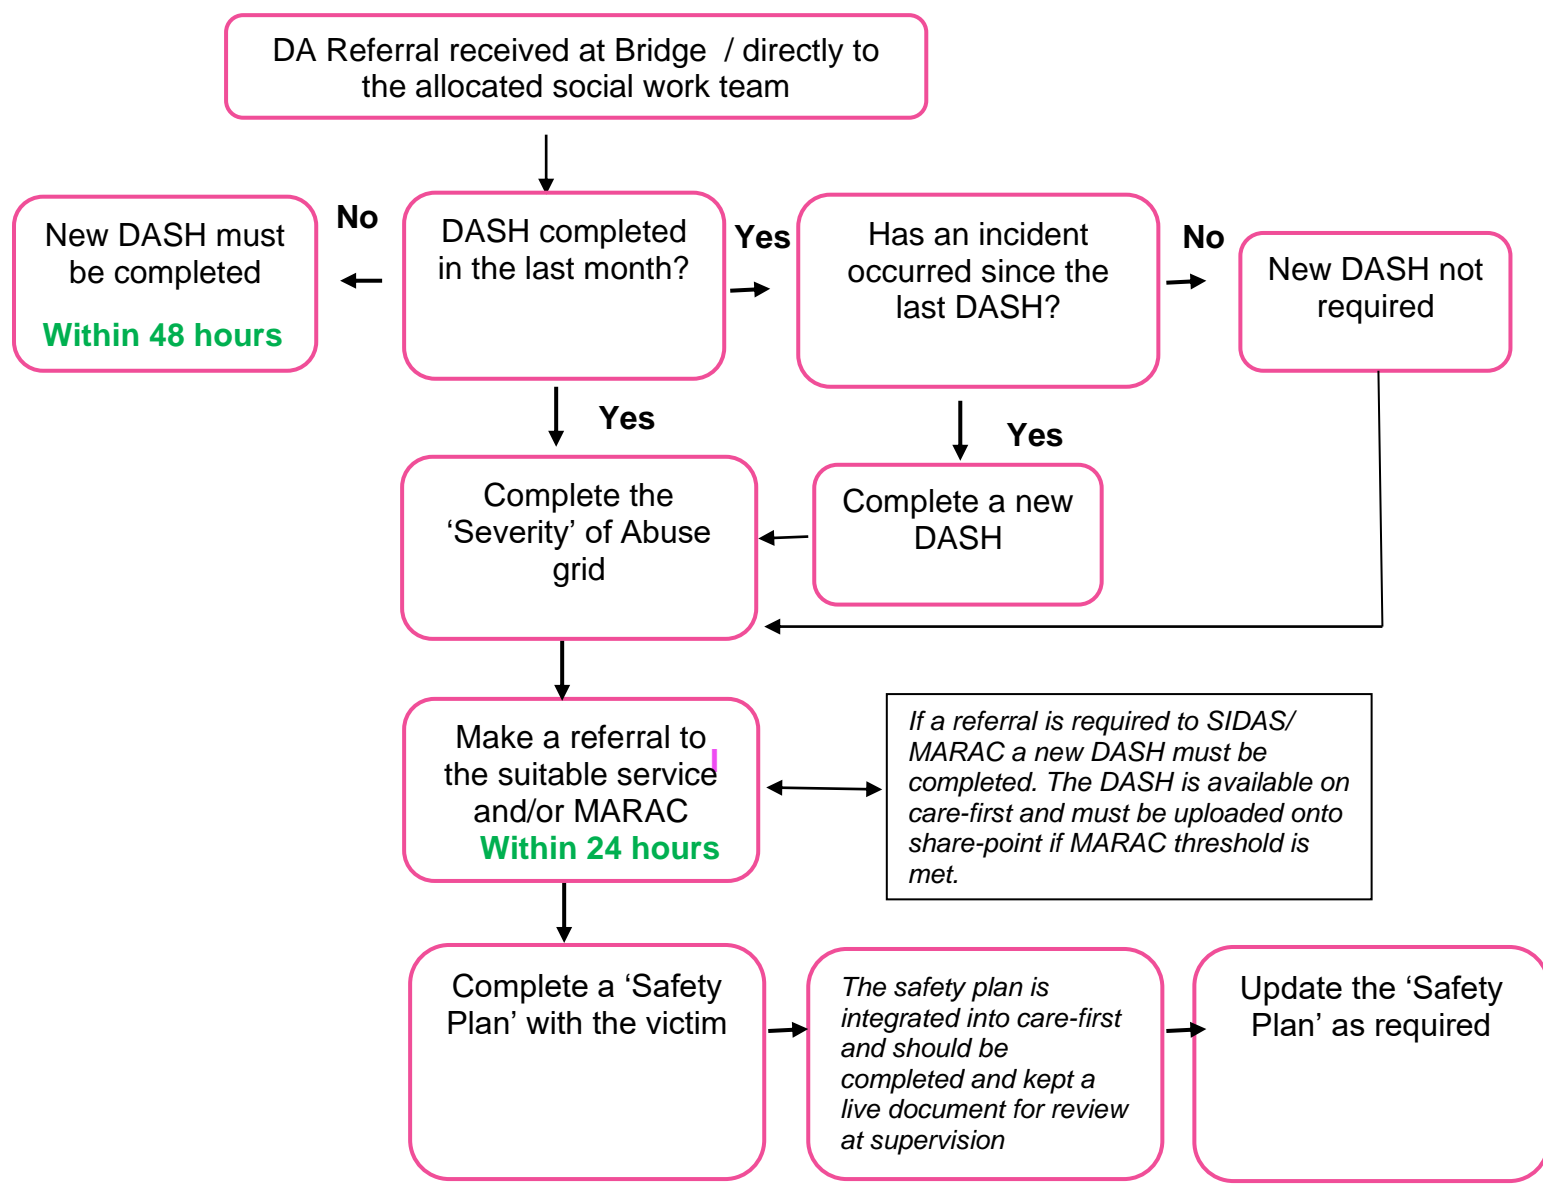 DA Referral received at Bridge / directly to
the allocated social work team
New DASH must
be completed
Within 48 hours
No
DASH completed
in the last month?
Yes
Has an incident
occurred since the
last DASH?
No
New DASH not
required
Yes
Yes
Complete the
‘Severity’ of Abuse
grid
Complete a new
DASH
Make a referral to
the suitable service
and/or MARAC
Within 24 hours
If a referral is required to SIDAS/
MARAC a new DASH must be
completed. The DASH is available on
care-first and must be uploaded onto
share-point if MARAC threshold is
met.
Complete a ‘Safety
Plan’ with the victim
The safety plan is
integrated into care-first
and should be
completed and kept a
live document for review
at supervision
Update the ‘Safety
Plan’ as required